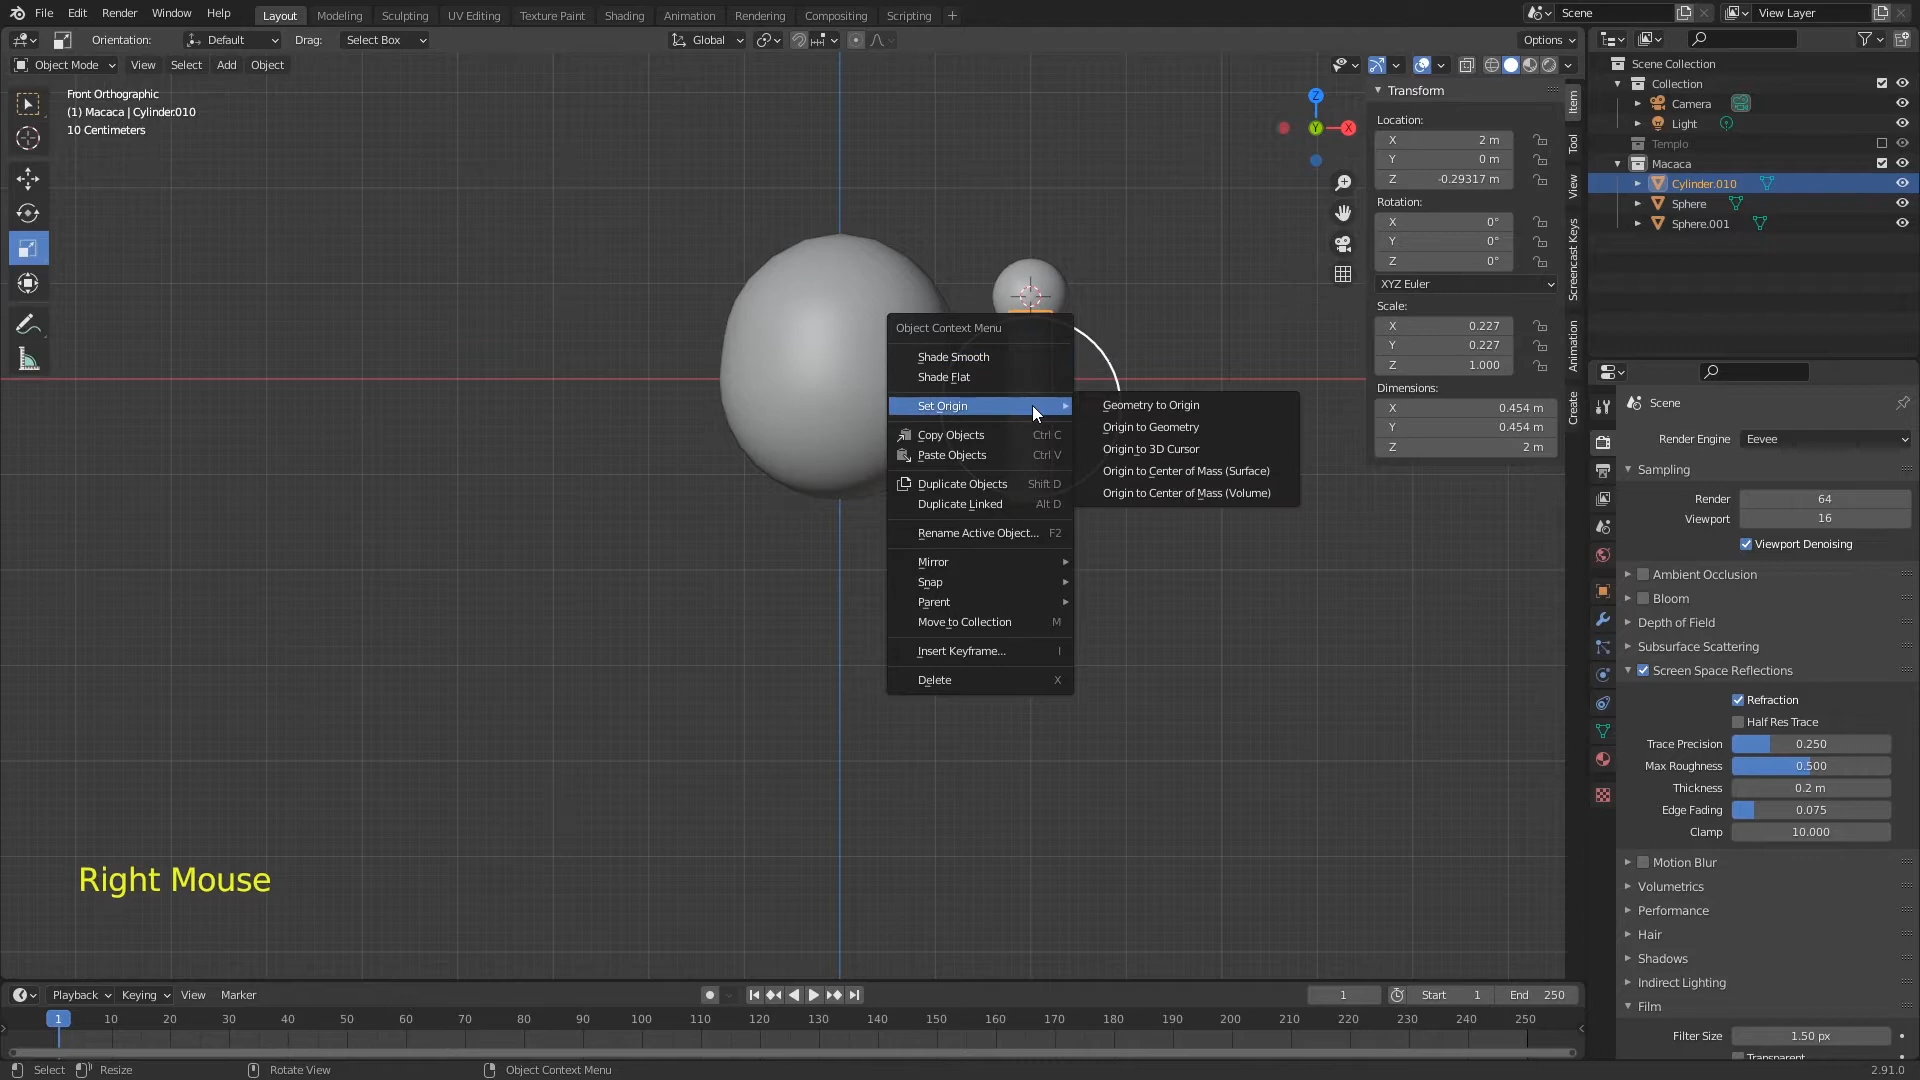 File Edit Render Window Help Layout Modeling Sculpting UV Editing Texture Paint Shading Animation Rendering Compositing Scripting + Scene View Layer
Orientation: Default Drag: Select Box Global Options
Object Mode View Select Add Object
Front Orthographic
(1) Macaca | Cylinder.010
10 Centimeters
Z
Y
X
Transform
Location:
X 2 m
Y 0 m
Z -0.29317 m
Rotation:
X 0°
Y 0°
Z 0°
XYZ Euler
Scale:
X 0.227
Y 0.227
Z 1.000
Dimensions:
X 0.454 m
Y 0.454 m
Z 2 m
Item
Tool
View
Screencast Keys
Animation
Create
Scene Collection
Collection
Camera
Light
Templo
Macaca
Cylinder.010
Sphere
Sphere.001
Object Context Menu
Shade Smooth
Shade Flat
Set Origin
Copy Objects Ctrl C
Paste Objects Ctrl V
Duplicate Objects Shift D
Duplicate Linked Alt D
Rename Active Object... F2
Mirror
Snap
Parent
Move to Collection M
Insert Keyframe... I
Delete X
Geometry to Origin
Origin to Geometry
Origin to 3D Cursor
Origin to Center of Mass (Surface)
Origin to Center of Mass (Volume)
Scene
Render Engine Eevee
Sampling
Render 64
Viewport 16
Viewport Denoising
Ambient Occlusion
Bloom
Depth of Field
Subsurface Scattering
Screen Space Reflections
Refraction
Half Res Trace
Trace Precision 0.250
Max Roughness 0.500
Thickness 0.2 m
Edge Fading 0.075
Clamp 10.000
Motion Blur
Volumetrics
Performance
Hair
Shadows
Indirect Lighting
Film
Filter Size 1.50 px
Transparent
Right Mouse
Playback Keying View Marker 1 Start 1 End 250
1 10 20 30 40 50 60 70 80 90 100 110 120 130 140 150 160 170 180 190 200 210 220 230 240 250
Select Resize Rotate View Object Context Menu 2.91.0